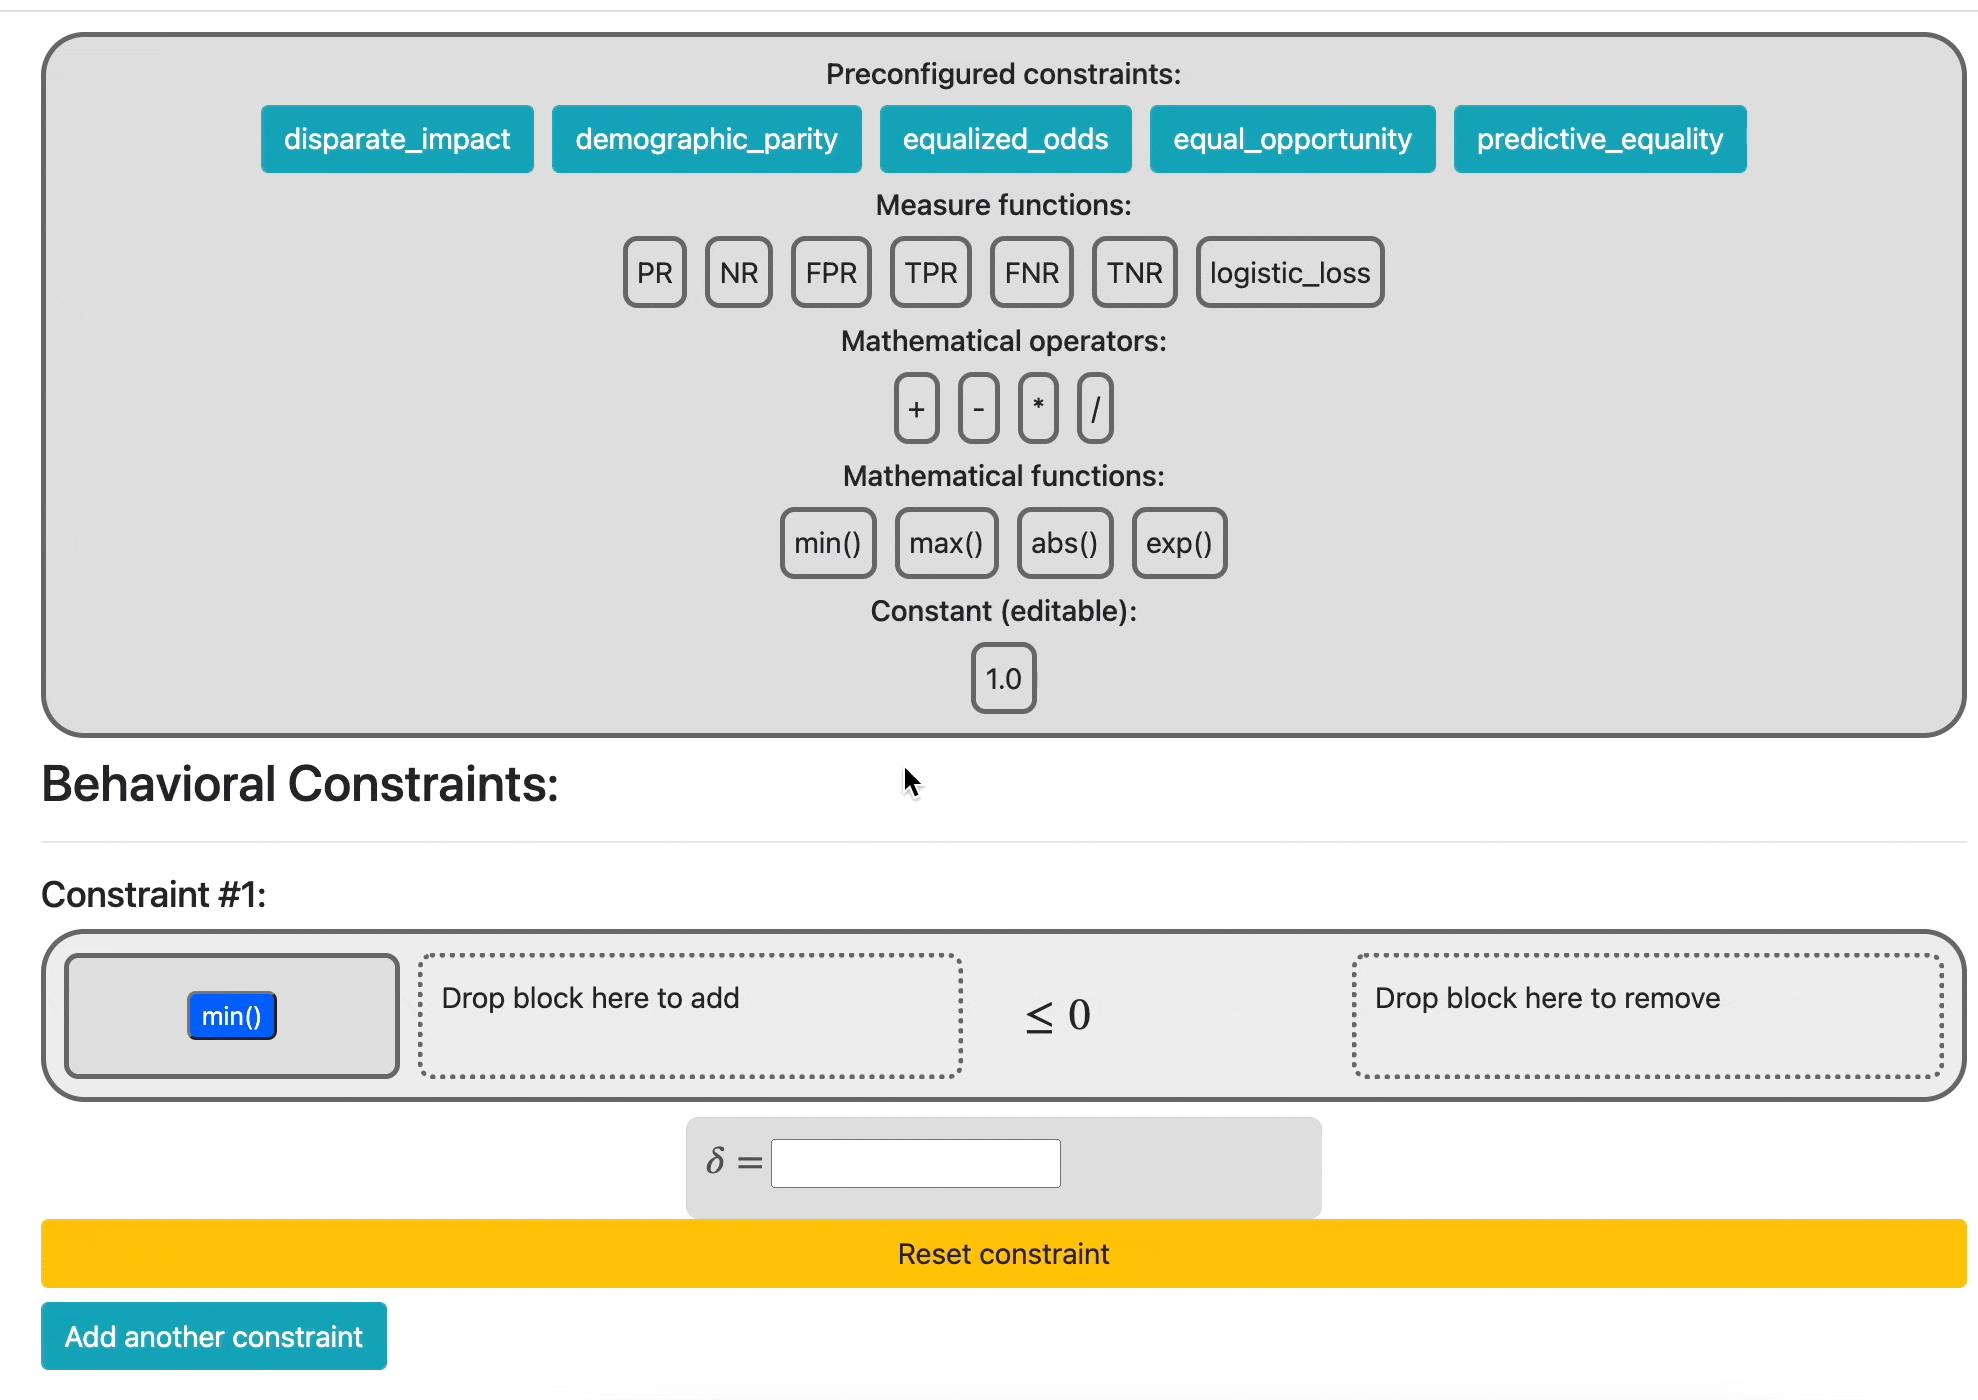 Preconfigured constraints:
disparate_impact demographic_parity equalized_odds equal_opportunity predictive_equality
Measure functions:
PR NR FPR TPR FNR TNR logistic_loss
Mathematical operators:
+ - * /
Mathematical functions:
min() max() abs() exp()
Constant (editable):
1.0
Behavioral Constraints:
Constraint #1:
min() Drop block here to add ≤ 0 Drop block here to remove
δ =
Reset constraint
Add another constraint